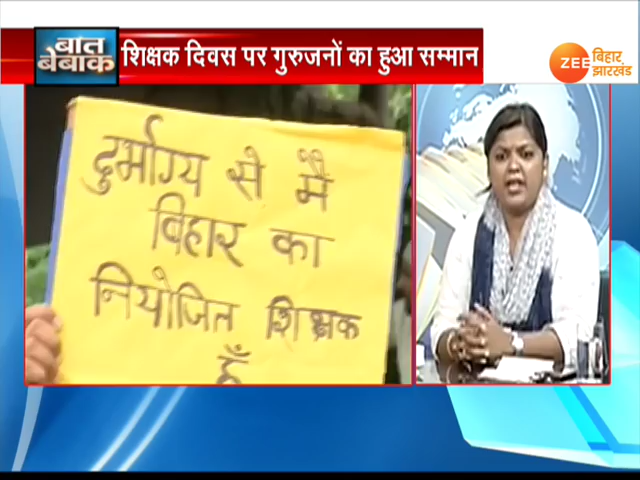 बात
बेबाक
शिक्षक दिवस पर गुरुजनों का हुआ सम्मान
ZEE बिहार
झारखंड
दुर्भाग्य से मै
बिहार का
नियोजित शिक्षक
हूँ